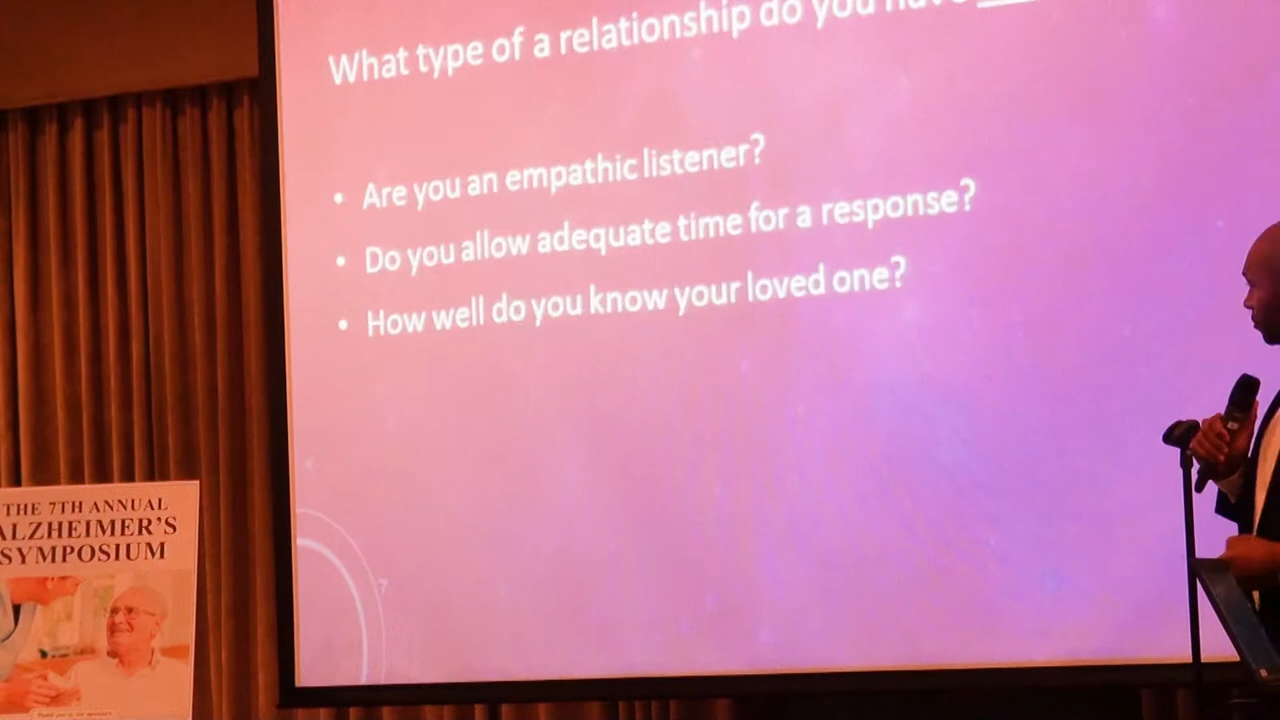 What type of a relationship do you have
• Are you an empathic listener?
• Do you allow adequate time for a response?
• How well do you know your loved one?
7
THE 7TH ANNUAL
ALZHEIMER'S
SYMPOSIUM